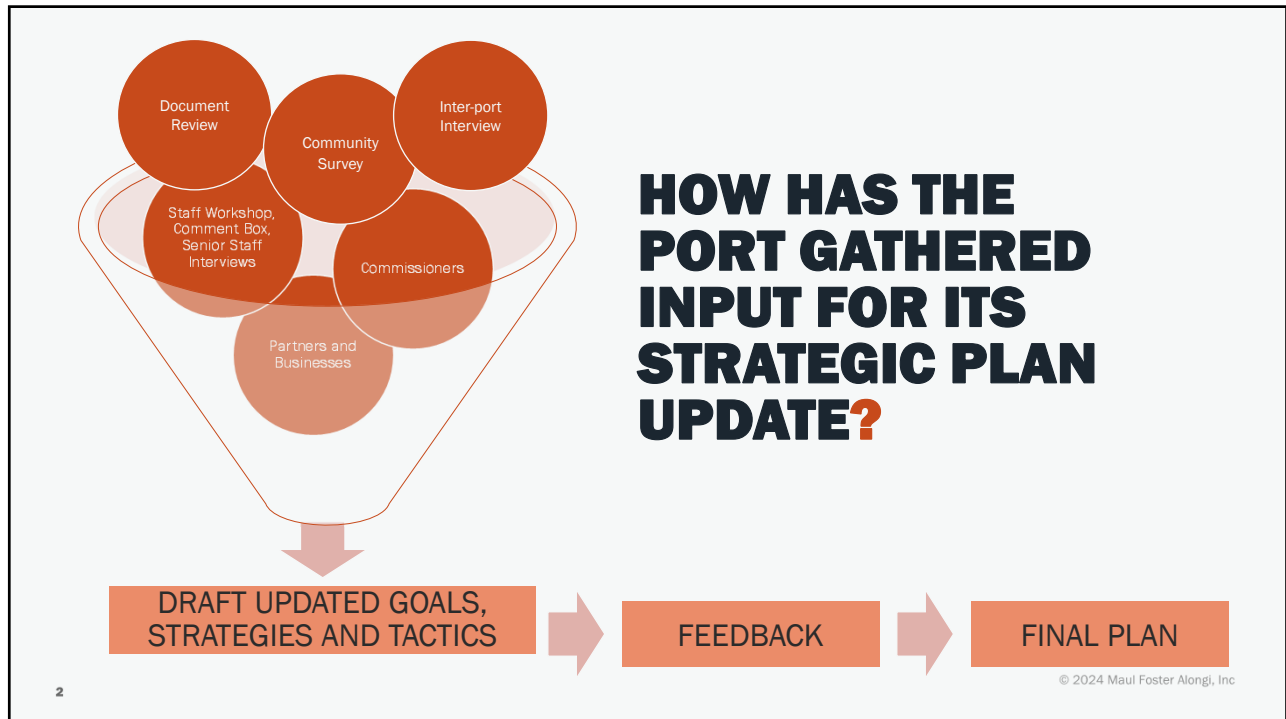 Document
Review
Community
Survey
Inter-port
Interview
Staff Workshop,
Comment Box,
Senior Staff
Interviews
Commissioners
Partners and
Businesses
HOW HAS THE
PORT GATHERED
INPUT FOR ITS
STRATEGIC PLAN
UPDATE?
DRAFT UPDATED GOALS,
STRATEGIES AND TACTICS
FEEDBACK
FINAL PLAN
2
© 2024 Maul Foster Alongi, Inc